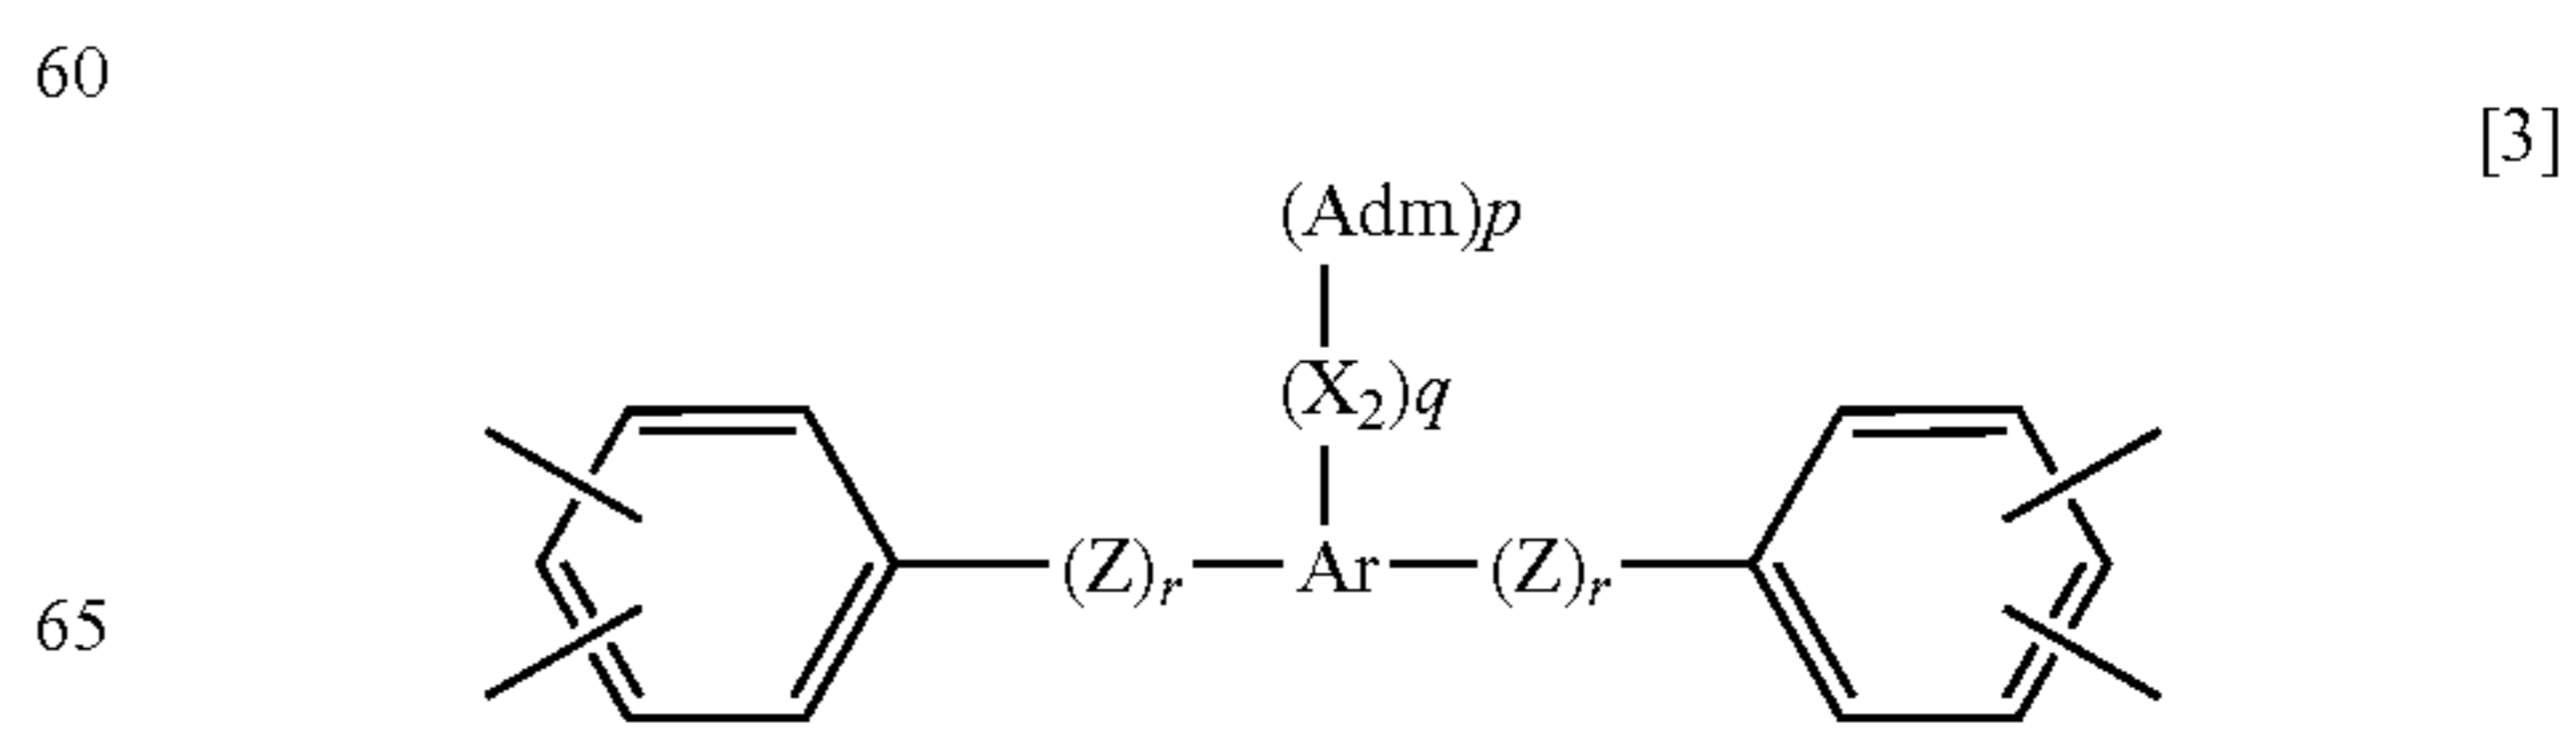 60
[3]
(Adm)p
(X₂)q
(Z)ᵣ Ar (Z)ᵣ
65